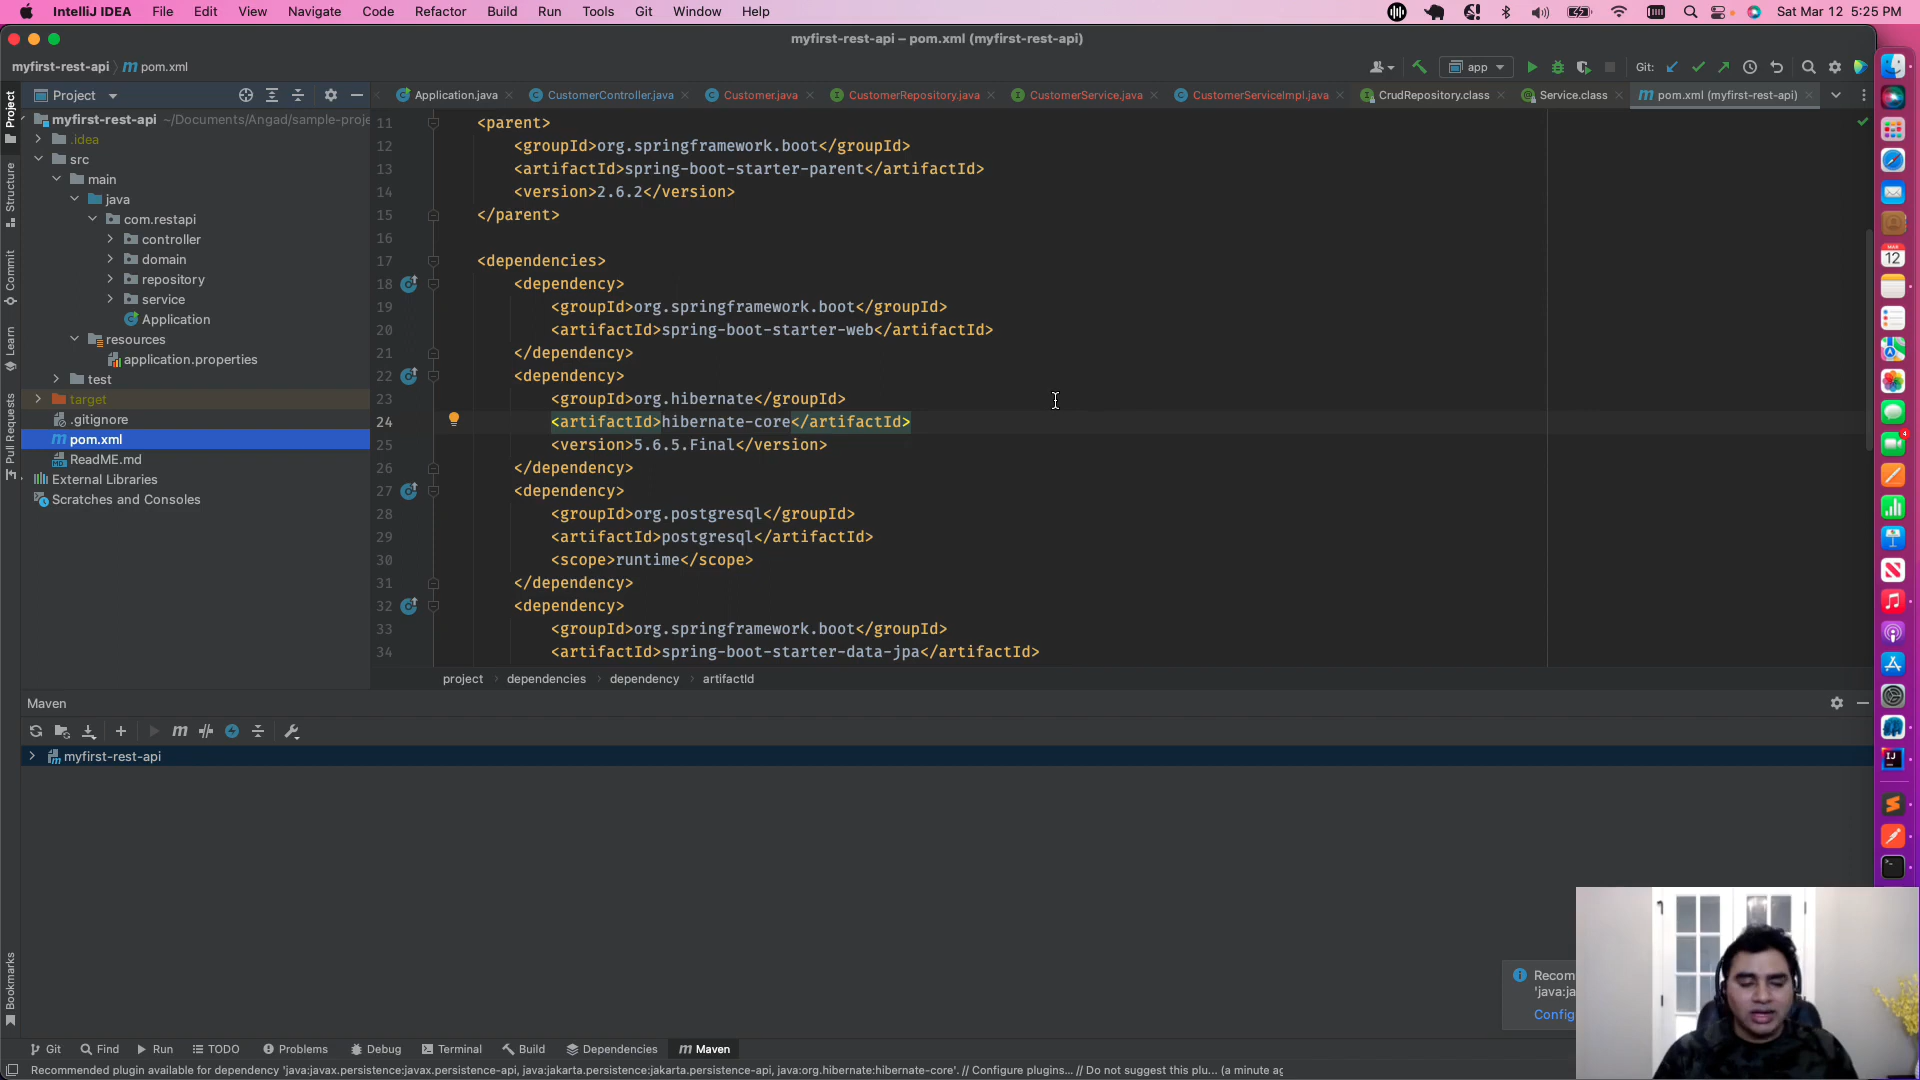 IntelliJ IDEA File Edit View Navigate Code Refactor Build Run Tools Git Window Help Sat Mar 12 5:25 PM
myfirst-rest-api – pom.xml (myfirst-rest-api)
myfirst-rest-api pom.xml app Git:
Project
Application.java CustomerController.java Customer.java CustomerRepository.java CustomerService.java CustomerServiceImpl.java CrudRepository.class Service.class pom.xml (myfirst-rest-api)
myfirst-rest-api ~/Documents/Angad/sample-proje
.idea
src
main
java
com.restapi
controller
domain
repository
service
Application
resources
application.properties
test
target
.gitignore
pom.xml
ReadME.md
External Libraries
Scratches and Consoles
Project
Structure
Commit
Learn
Pull Requests
Bookmarks
11 <parent>
12 <groupId>org.springframework.boot</groupId>
13 <artifactId>spring-boot-starter-parent</artifactId>
14 <version>2.6.2</version>
15 </parent>
16
17 <dependencies>
18 <dependency>
19 <groupId>org.springframework.boot</groupId>
20 <artifactId>spring-boot-starter-web</artifactId>
21 </dependency>
22 <dependency>
23 <groupId>org.hibernate</groupId>
24 <artifactId>hibernate-core</artifactId>
25 <version>5.6.5.Final</version>
26 </dependency>
27 <dependency>
28 <groupId>org.postgresql</groupId>
29 <artifactId>postgresql</artifactId>
30 <scope>runtime</scope>
31 </dependency>
32 <dependency>
33 <groupId>org.springframework.boot</groupId>
34 <artifactId>spring-boot-starter-data-jpa</artifactId>
project dependencies dependency artifactId
Maven
myfirst-rest-api
MAR
12
4
IJ
Recom
'java:ja
Config
Git Find Run TODO Problems Debug Terminal Build Dependencies Maven
Recommended plugin available for dependency 'java:javax.persistence:javax.persistence-api, java:jakarta.persistence:jakarta.persistence-api, java:org.hibernate:hibernate-core'. // Configure plugins... // Do not suggest this plu... (a minute ag